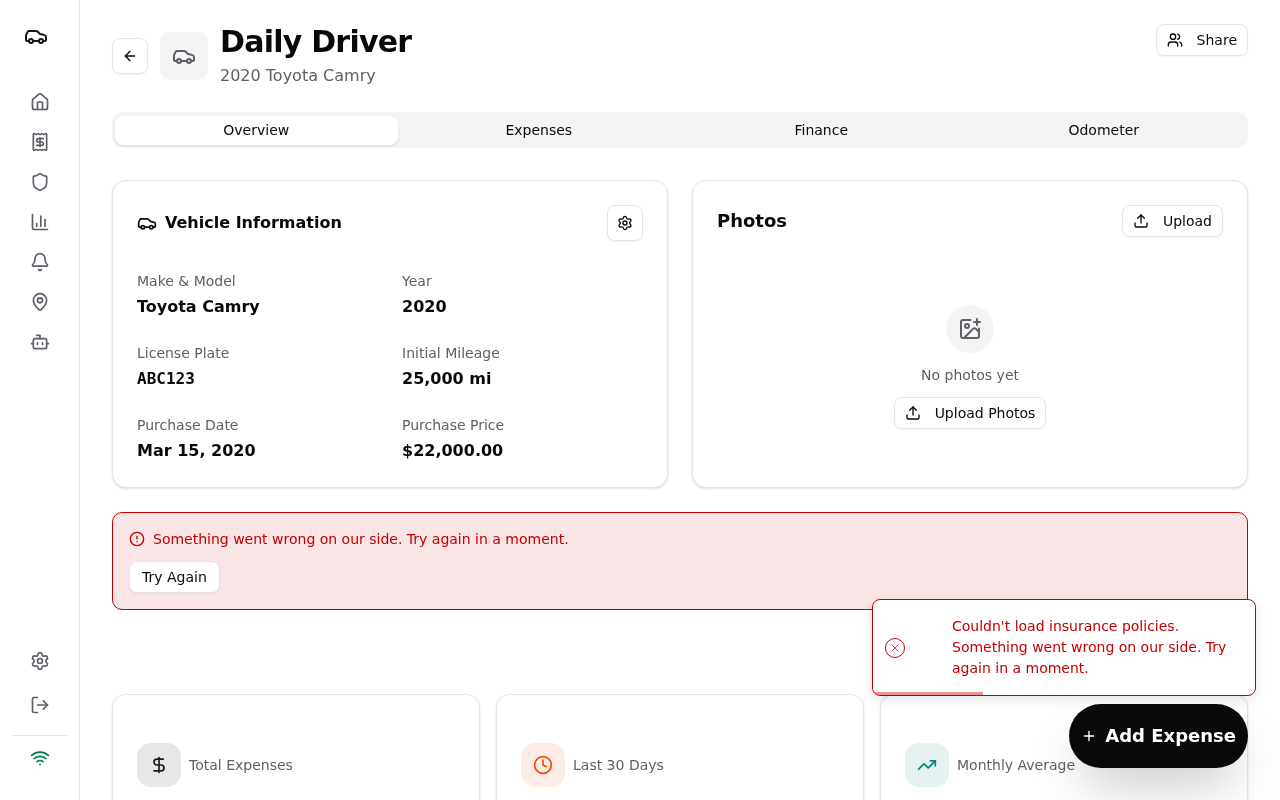 Daily Driver
2020 Toyota Camry
Share
Overview
Expenses
Finance
Odometer
Vehicle Information
Make & Model
Toyota Camry
Year
2020
License Plate
ABC123
Initial Mileage
25,000 mi
Purchase Date
Mar 15, 2020
Purchase Price
$22,000.00
Photos
Upload
No photos yet
Upload Photos
Something went wrong on our side. Try again in a moment.
Try Again
Couldn't load insurance policies.
Something went wrong on our side. Try
again in a moment.
Total Expenses
Last 30 Days
Monthly Average
Add Expense